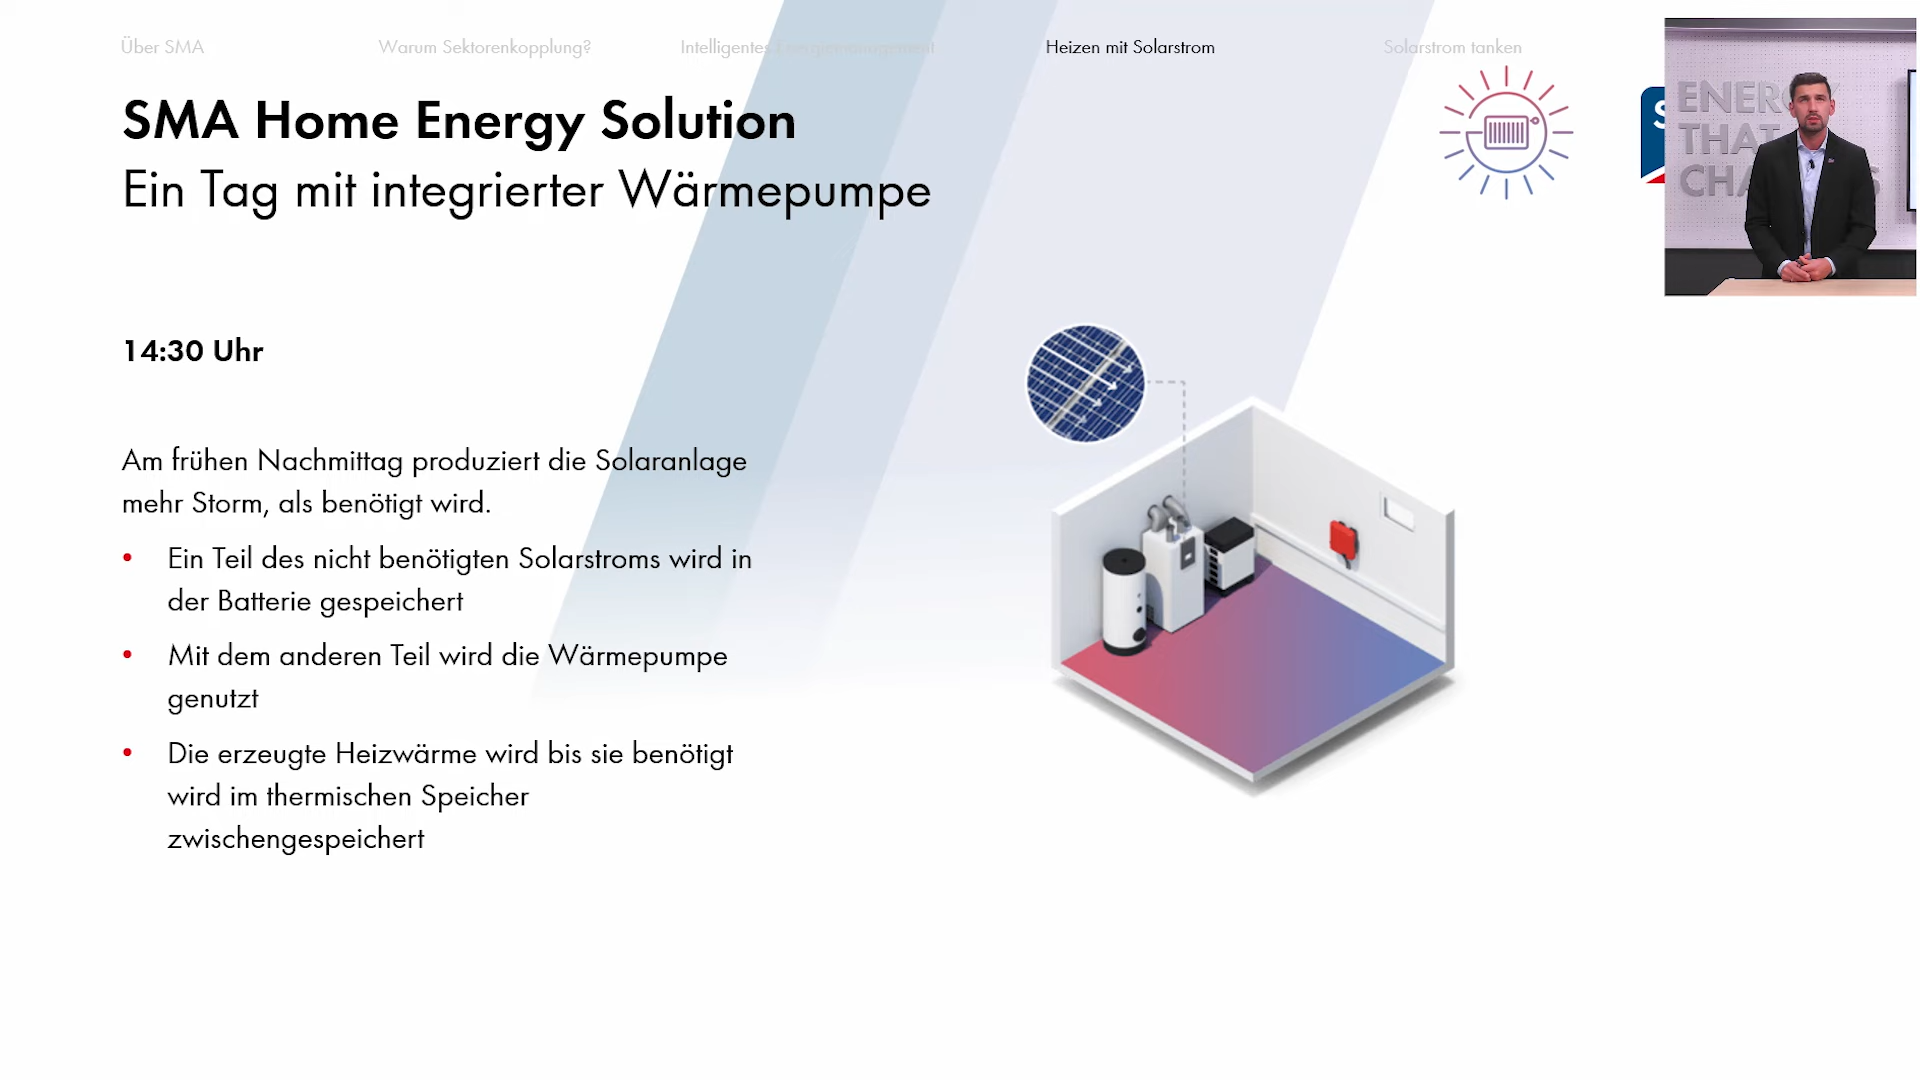 Über SMA
Warum Sektorenkopplung?
Intelligentes Energiemanagement
Heizen mit Solarstrom
Solarstrom tanken
SMA Home Energy Solution
Ein Tag mit integrierter Wärmepumpe
ENERGY
THAT
CHA S
S
14:30 Uhr
Am frühen Nachmittag produziert die Solaranlage
mehr Storm, als benötigt wird.
• Ein Teil des nicht benötigten Solarstroms wird in
der Batterie gespeichert
• Mit dem anderen Teil wird die Wärmepumpe
genutzt
• Die erzeugte Heizwärme wird bis sie benötigt
wird im thermischen Speicher
zwischengespeichert